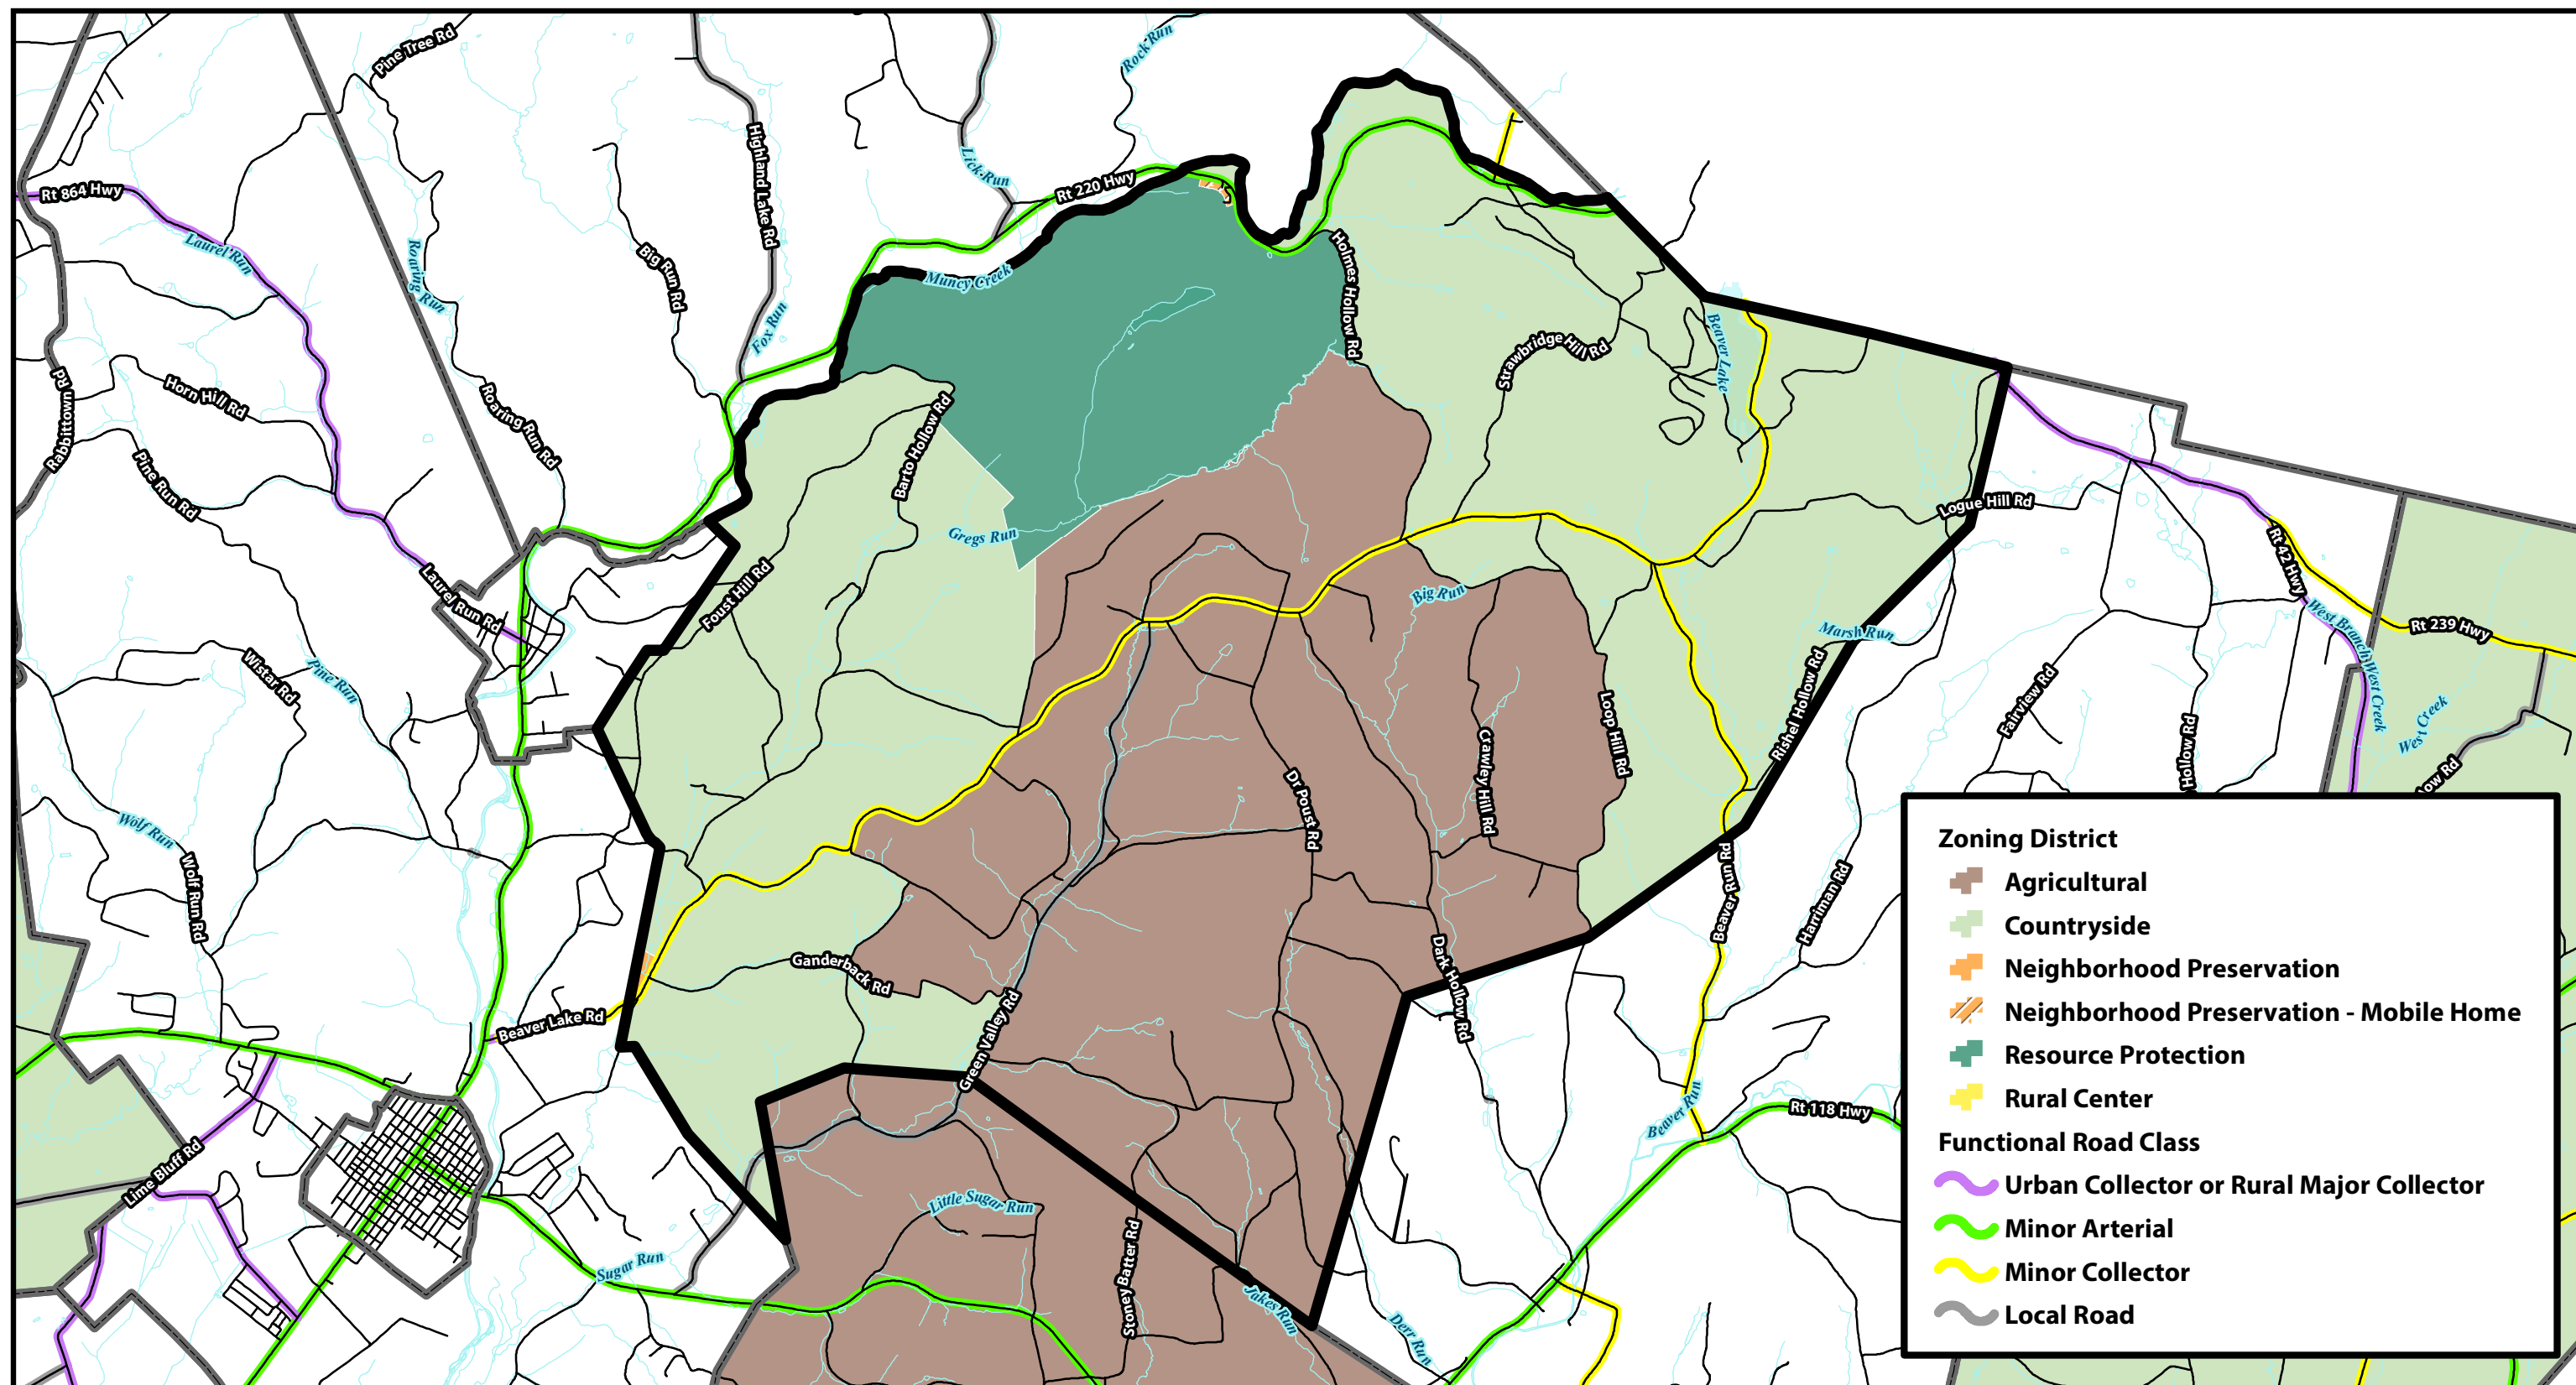 Pine Tree Rd
Rock Run
Highland Lake Rd
Lick Run
Rt 220 Hwy
Rt 864 Hwy
Laurel Run
Roaring Run
Big Run Rd
Fox Run
Muncy Creek
Holmes Hollow Rd
Strawbridge Hill Rd
Beaver Lake
Rabbittown Rd
Horn Hill Rd
Roaring Run Rd
Pine Run Rd
Barto Hollow Rd
Gregs Run
Logue Hill Rd
Rt 42 Hwy
Laurel Run Rd
Foust Hill Rd
Big Run
Marsh Run
West Branch West Creek
Rt 239 Hwy
Wistar Rd
Pine Run
Rishel Hollow Rd
Fairview Rd
Hollow Rd
West Creek
low Rd
Loop Hill Rd
Crawley Hill Rd
Dr Poust Rd
Wolf Run
Wolf Run Rd
Beaver Run Rd
Harriman Rd
Ganderback Rd
Dark Hollow Rd
Green Valley Rd
Beaver Lake Rd
Beaver Run
Rt 118 Hwy
Lime Bluff Rd
Little Sugar Run
Sugar Run
Stoney Batter Rd
Jakes Run
Derr Run
Zoning District
Agricultural
Countryside
Neighborhood Preservation
Neighborhood Preservation - Mobile Home
Resource Protection
Rural Center
Functional Road Class
Urban Collector or Rural Major Collector
Minor Arterial
Minor Collector
Local Road